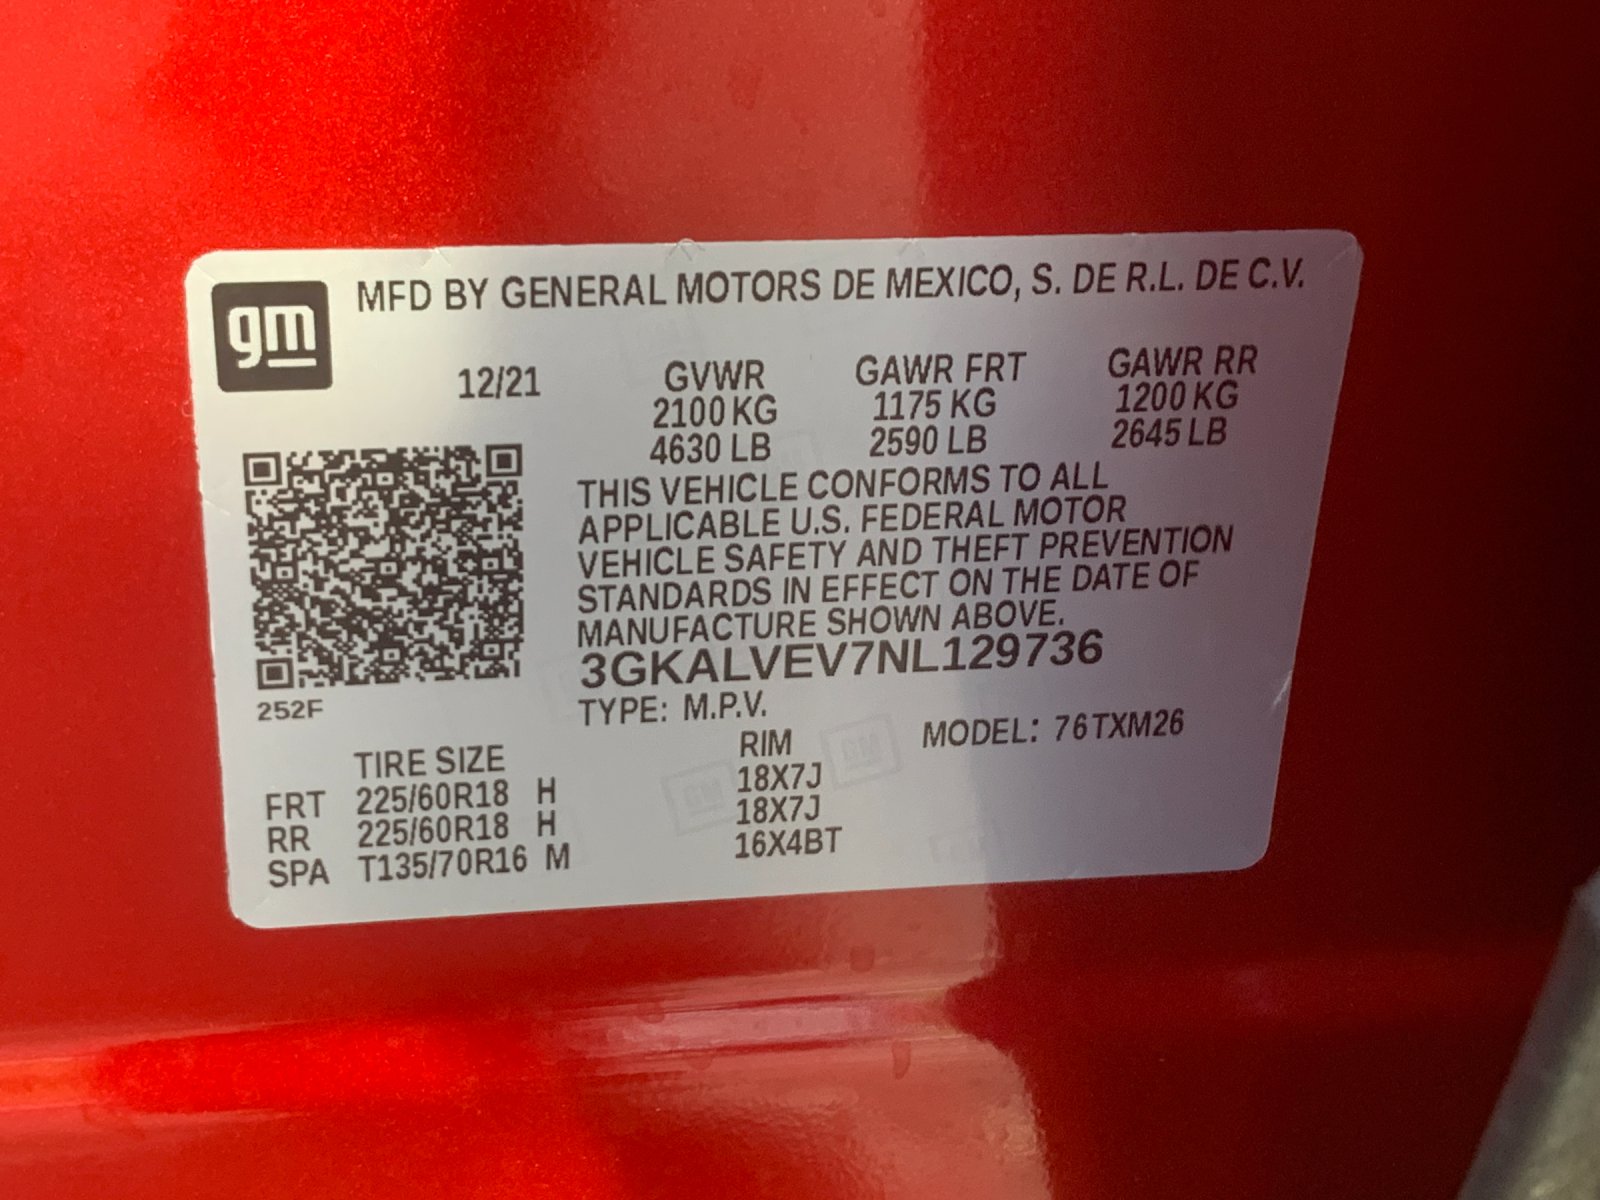 gm
MFD BY GENERAL MOTORS DE MEXICO, S. DE R.L. DE C.V.
12/21 GVWR GAWR FRT GAWR RR
2100 KG 1175 KG 1200 KG
4630 LB 2590 LB 2645 LB
THIS VEHICLE CONFORMS TO ALL
APPLICABLE U.S. FEDERAL MOTOR
VEHICLE SAFETY AND THEFT PREVENTION
STANDARDS IN EFFECT ON THE DATE OF
MANUFACTURE SHOWN ABOVE.
3GKALVEV7NL129736
252F
TYPE: M.P.V.
MODEL: 76TXM26
TIRE SIZE RIM
FRT 225/60R18 H 18X7J
RR 225/60R18 H 18X7J
SPA T135/70R16 M 16X4BT